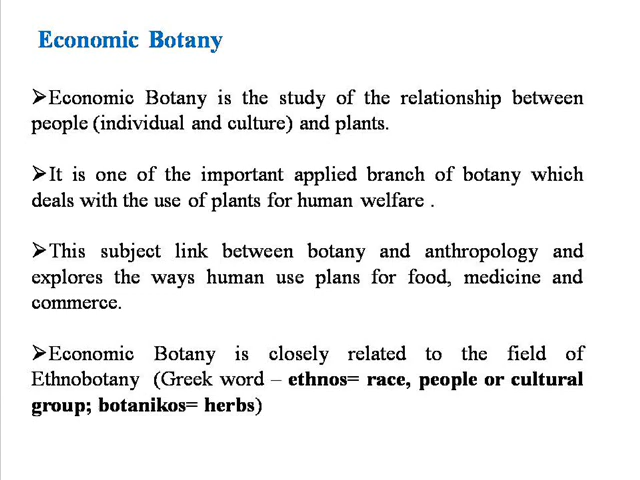 Economic Botany
➢Economic Botany is the study of the relationship between
people (individual and culture) and plants.
➢It is one of the important applied branch of botany which
deals with the use of plants for human welfare .
➢This subject link between botany and anthropology and
explores the ways human use plans for food, medicine and
commerce.
➢Economic Botany is closely related to the field of
Ethnobotany (Greek word – ethnos= race, people or cultural
group; botanikos= herbs)